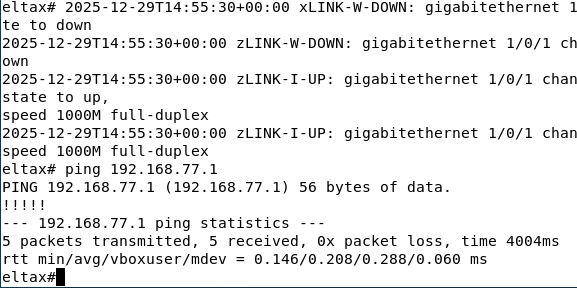 eltax# 2025-12-29T14:55:30+00:00 xLINK-W-DOWN: gigabitethernet 1
te to down
2025-12-29T14:55:30+00:00 zLINK-W-DOWN: gigabitethernet 1/0/1 ch
own
2025-12-29T14:55:30+00:00 zLINK-I-UP: gigabitethernet 1/0/1 chan
state to up,
speed 1000M full-duplex
2025-12-29T14:55:30+00:00 zLINK-I-UP: gigabitethernet 1/0/1 chan
speed 1000M full-duplex
eltax# ping 192.168.77.1
PING 192.168.77.1 (192.168.77.1) 56 bytes of data.
!!!!!
--- 192.168.77.1 ping statistics ---
5 packets transmitted, 5 received, 0x packet loss, time 4004ms
rtt min/avg/vboxuser/mdev = 0.146/0.208/0.288/0.060 ms
eltax#